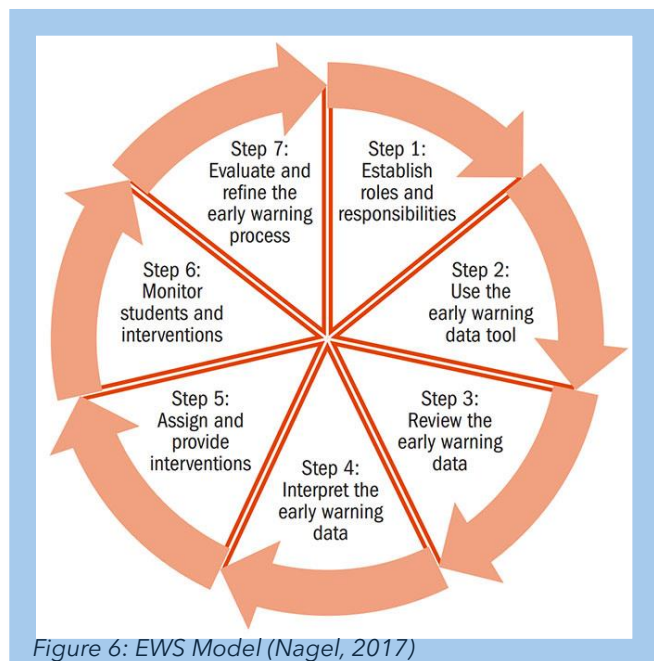 Step 1:
Establish
roles and
responsibilities
Step 2:
Use the
early warning
data tool
Step 3:
Review the
early warning
data
Step 4:
Interpret the
early warning
data
Step 5:
Assign and
provide
interventions
Step 6:
Monitor
students and
interventions
Step 7:
Evaluate and
refine the
early warning
process
Figure 6: EWS Model (Nagel, 2017)